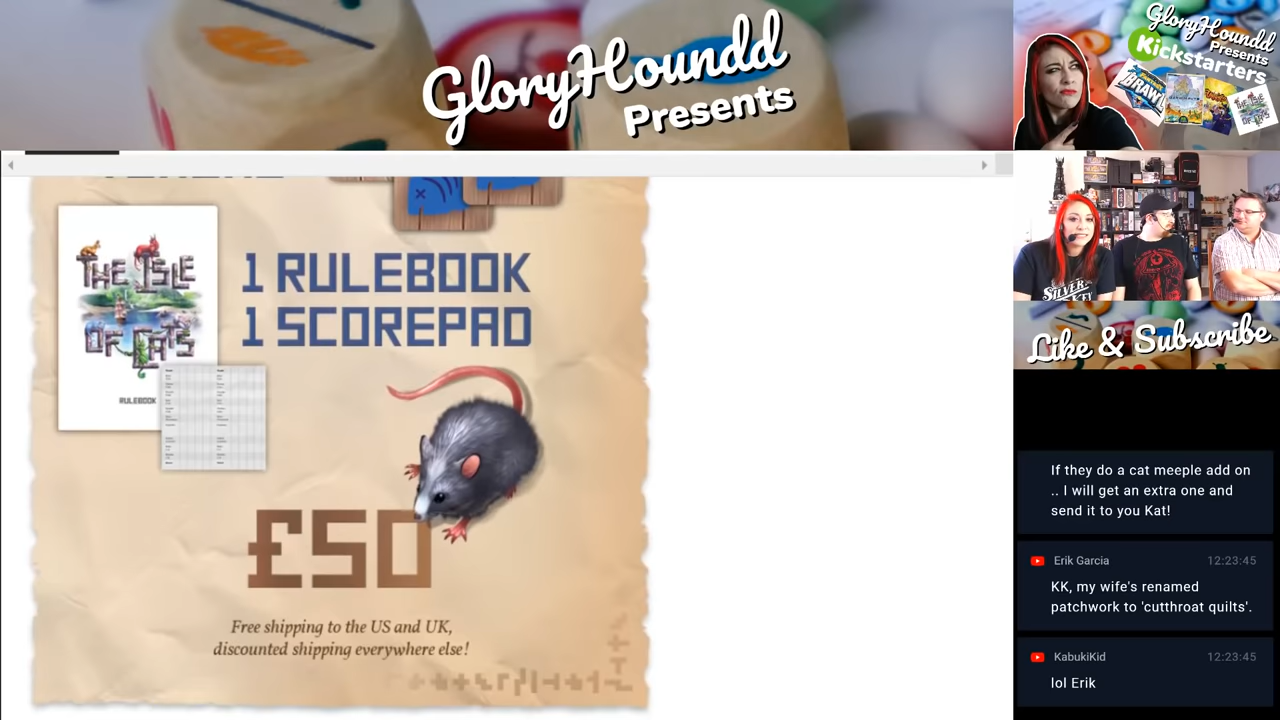 GloryHoundd
Presents
GloryHoundd
Presents
Kickstarters
BRAWL
THE ISLE
OF CATS
RULEBOOK
1 RULEBOOK
1 SCOREPAD
£50
Free shipping to the US and UK,
discounted shipping everywhere else!
SILVER
KEY
Like & Subscribe
If they do a cat meeple add on
.. I will get an extra one and
send it to you Kat!
Erik Garcia 12:23:45
KK, my wife's renamed
patchwork to 'cutthroat quilts'.
KabukiKid 12:23:45
lol Erik